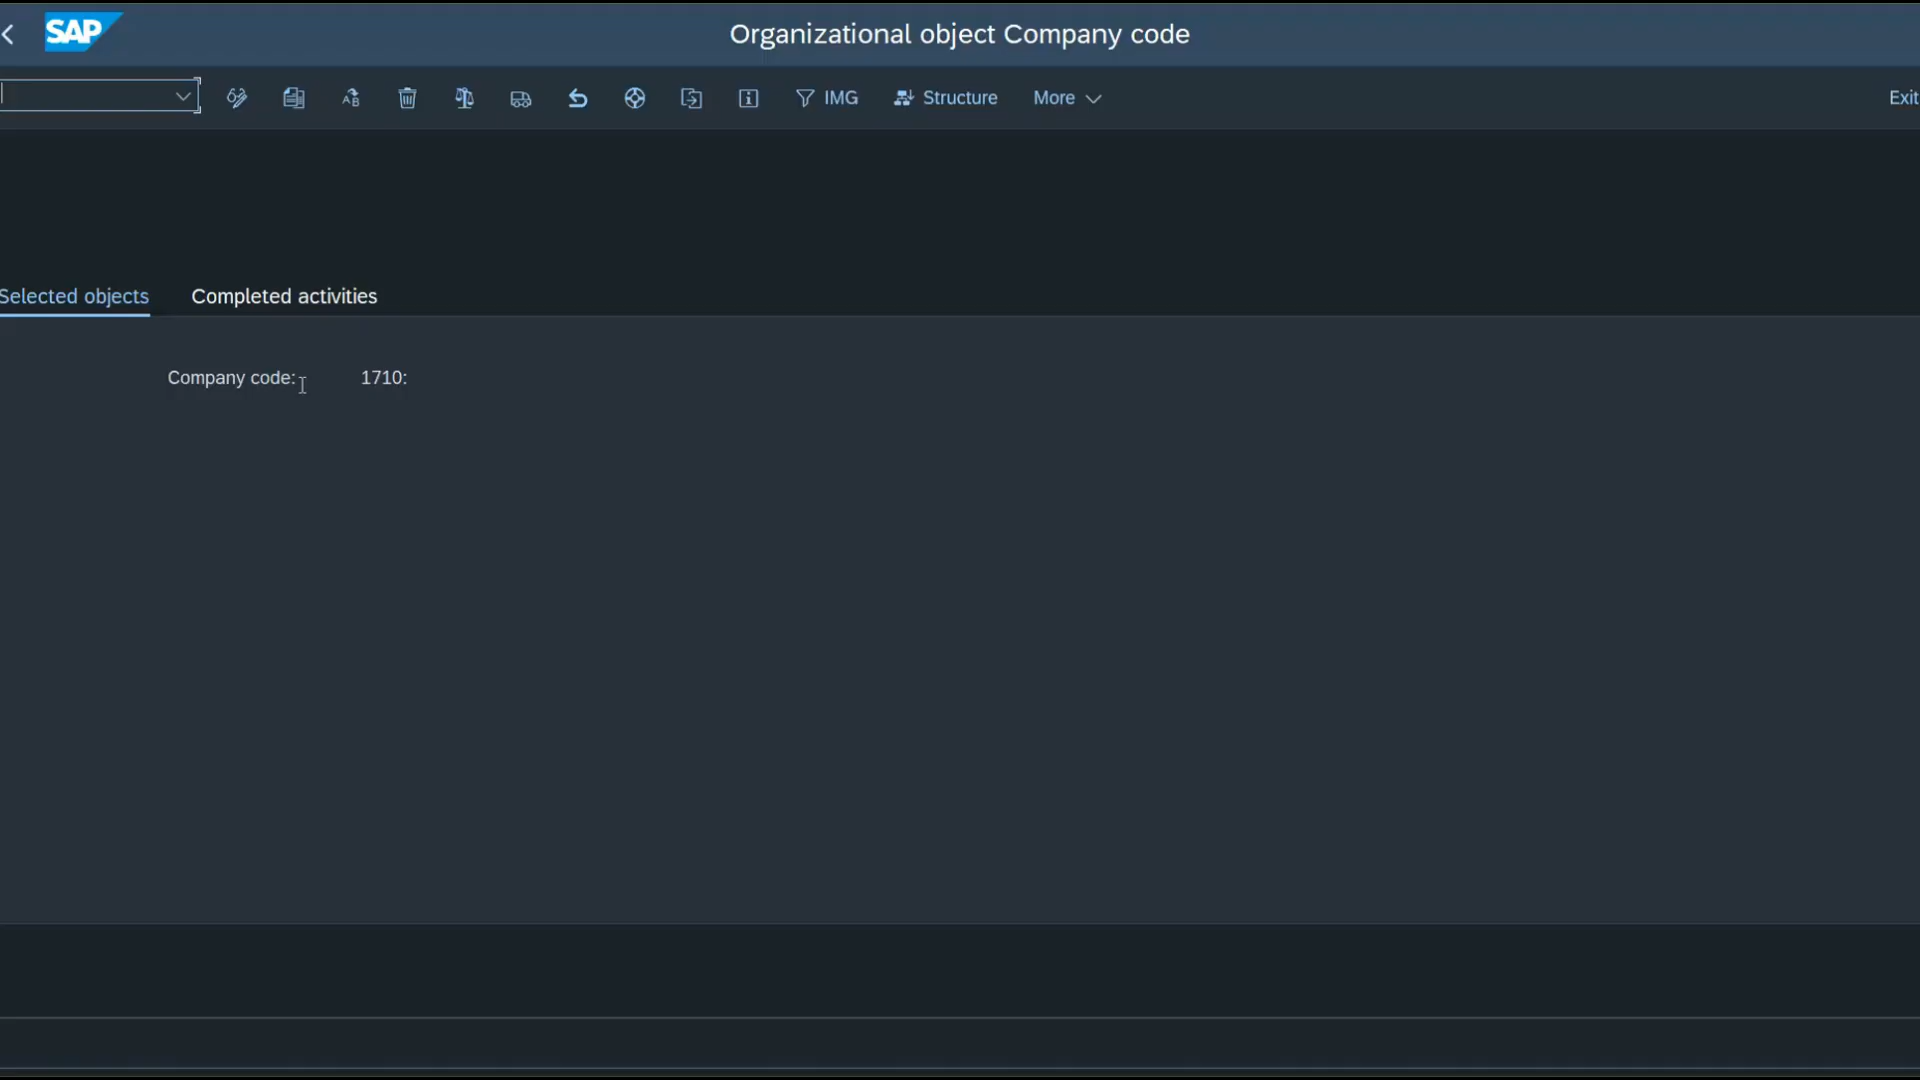 SAP
Organizational object Company code
IMG
Structure
More
Exit
Selected objects
Completed activities
Company code:
1710: